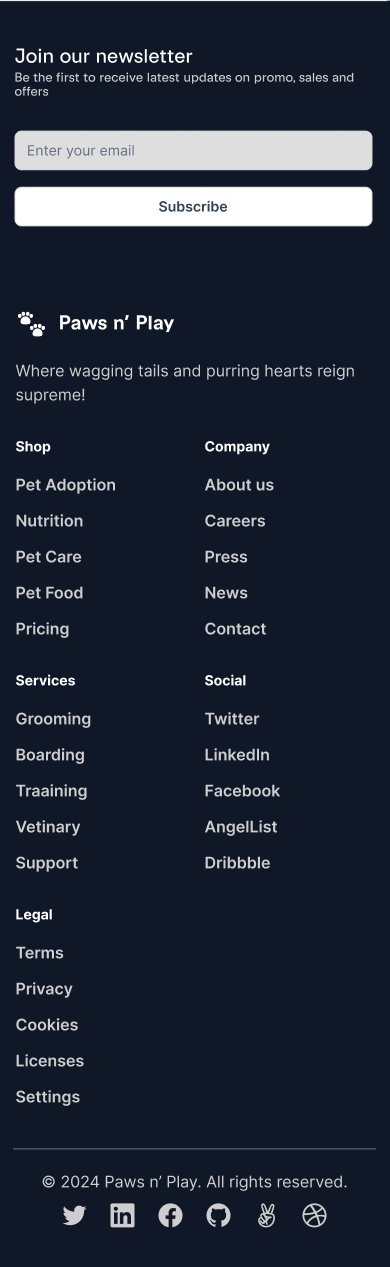 Join our newsletter
Be the first to receive latest updates on promo, sales and
offers
Enter your email
Subscribe
Paws n’ Play
Where wagging tails and purring hearts reign
supreme!
Shop
Pet Adoption
Nutrition
Pet Care
Pet Food
Pricing
Company
About us
Careers
Press
News
Contact
Services
Grooming
Boarding
Traaining
Vetinary
Support
Social
Twitter
LinkedIn
Facebook
AngelList
Dribbble
Legal
Terms
Privacy
Cookies
Licenses
Settings
© 2024 Paws n’ Play. All rights reserved.